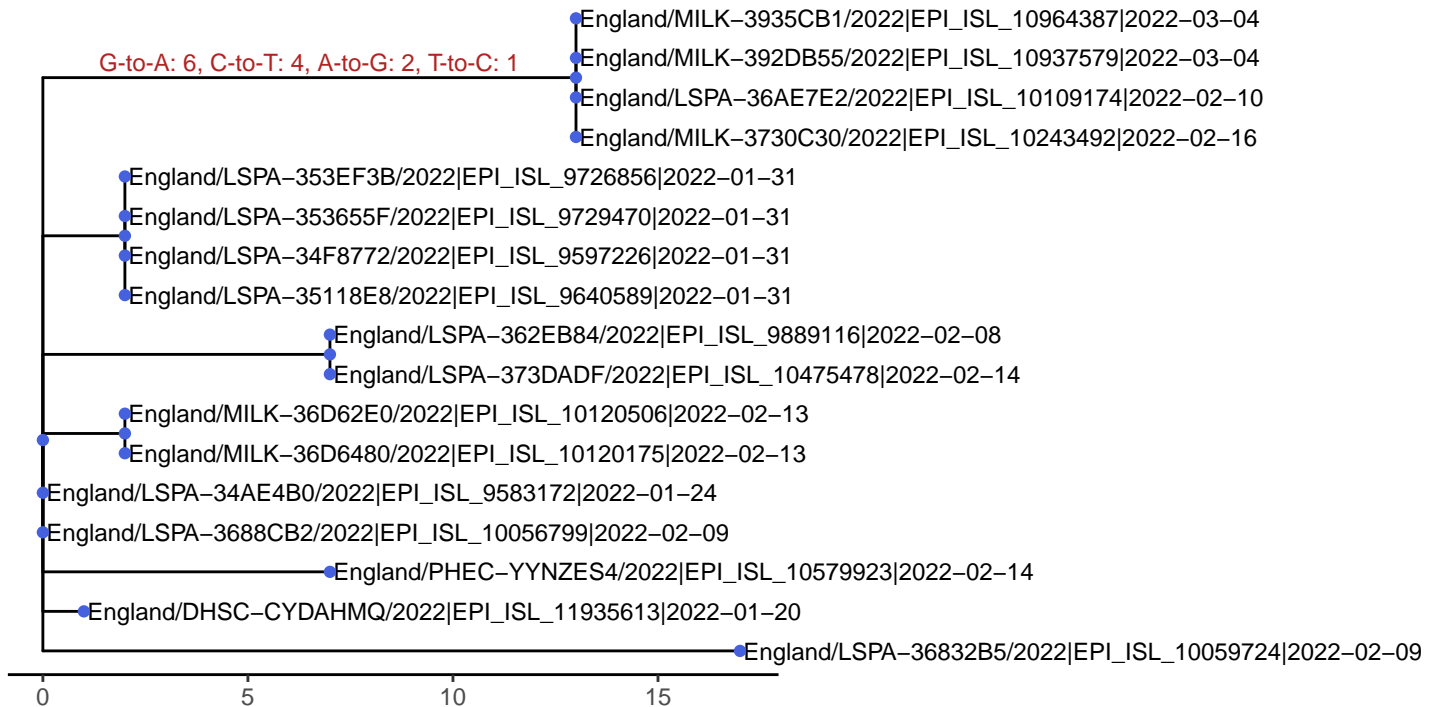 England/MILK−3935CB1/2022|EPI_ISL_10964387|2022−03−04
G-to-A: 6, C-to-T: 4, A-to-G: 2, T-to-C: 1
England/MILK−392DB55/2022|EPI_ISL_10937579|2022−03−04
England/LSPA−36AE7E2/2022|EPI_ISL_10109174|2022−02−10
England/MILK−3730C30/2022|EPI_ISL_10243492|2022−02−16
England/LSPA−353EF3B/2022|EPI_ISL_9726856|2022−01−31
England/LSPA−353655F/2022|EPI_ISL_9729470|2022−01−31
England/LSPA−34F8772/2022|EPI_ISL_9597226|2022−01−31
England/LSPA−35118E8/2022|EPI_ISL_9640589|2022−01−31
England/LSPA−362EB84/2022|EPI_ISL_9889116|2022−02−08
England/LSPA−373DADF/2022|EPI_ISL_10475478|2022−02−14
England/MILK−36D62E0/2022|EPI_ISL_10120506|2022−02−13
England/MILK−36D6480/2022|EPI_ISL_10120175|2022−02−13
England/LSPA−34AE4B0/2022|EPI_ISL_9583172|2022−01−24
England/LSPA−3688CB2/2022|EPI_ISL_10056799|2022−02−09
England/PHEC−YYNZES4/2022|EPI_ISL_10579923|2022−02−14
England/DHSC−CYDAHMQ/2022|EPI_ISL_11935613|2022−01−20
England/LSPA−36832B5/2022|EPI_ISL_10059724|2022−02−09
0 5 10 15